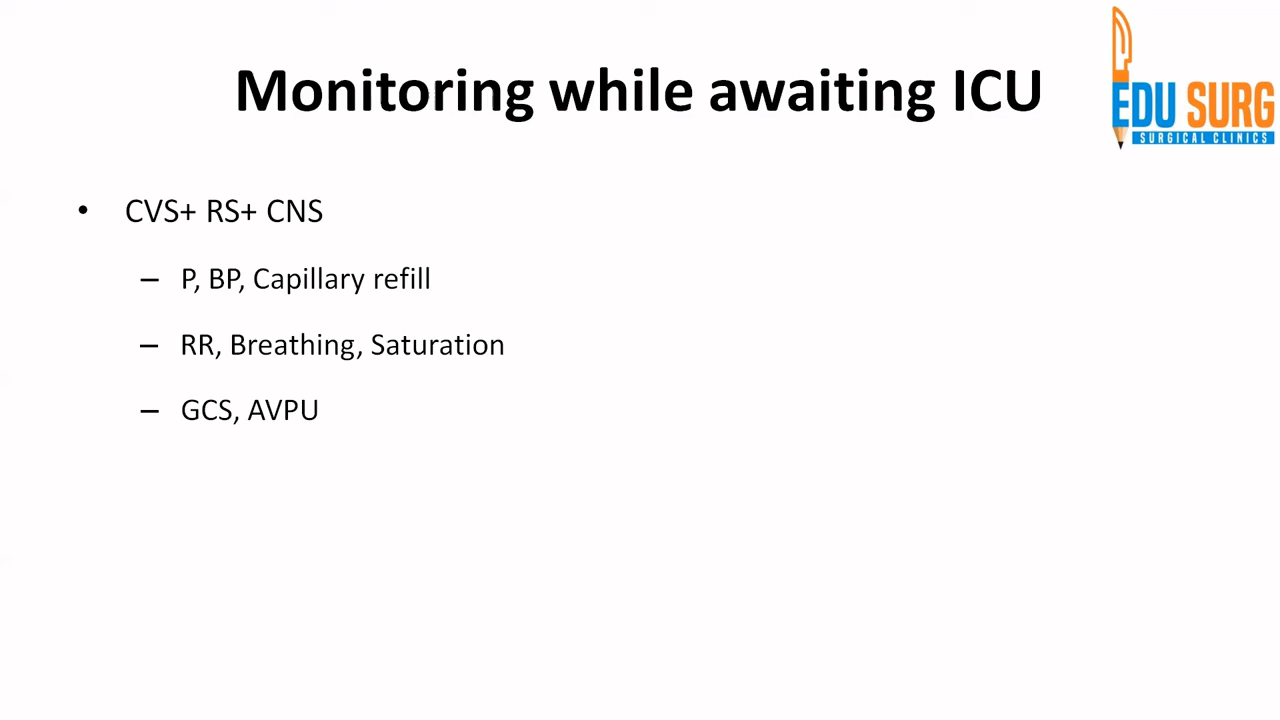 Monitoring while awaiting ICU
EDU SURG
SURGICAL CLINICS
• CVS+ RS+ CNS
– P, BP, Capillary refill
– RR, Breathing, Saturation
– GCS, AVPU